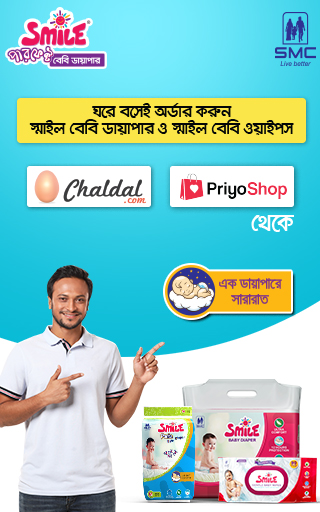 SMILE
পারফেক্ট বেবি ডায়াপার
SMC
Live better
ঘরে বসেই অর্ডার করুন
স্মাইল বেবি ডায়াপার ও স্মাইল বেবি ওয়াইপস
Chaldal
.com
PriyoShop
থেকে
এক ডায়াপারে
সারারাত
SMILE
BABY DIAPER
SMILE
SMILE